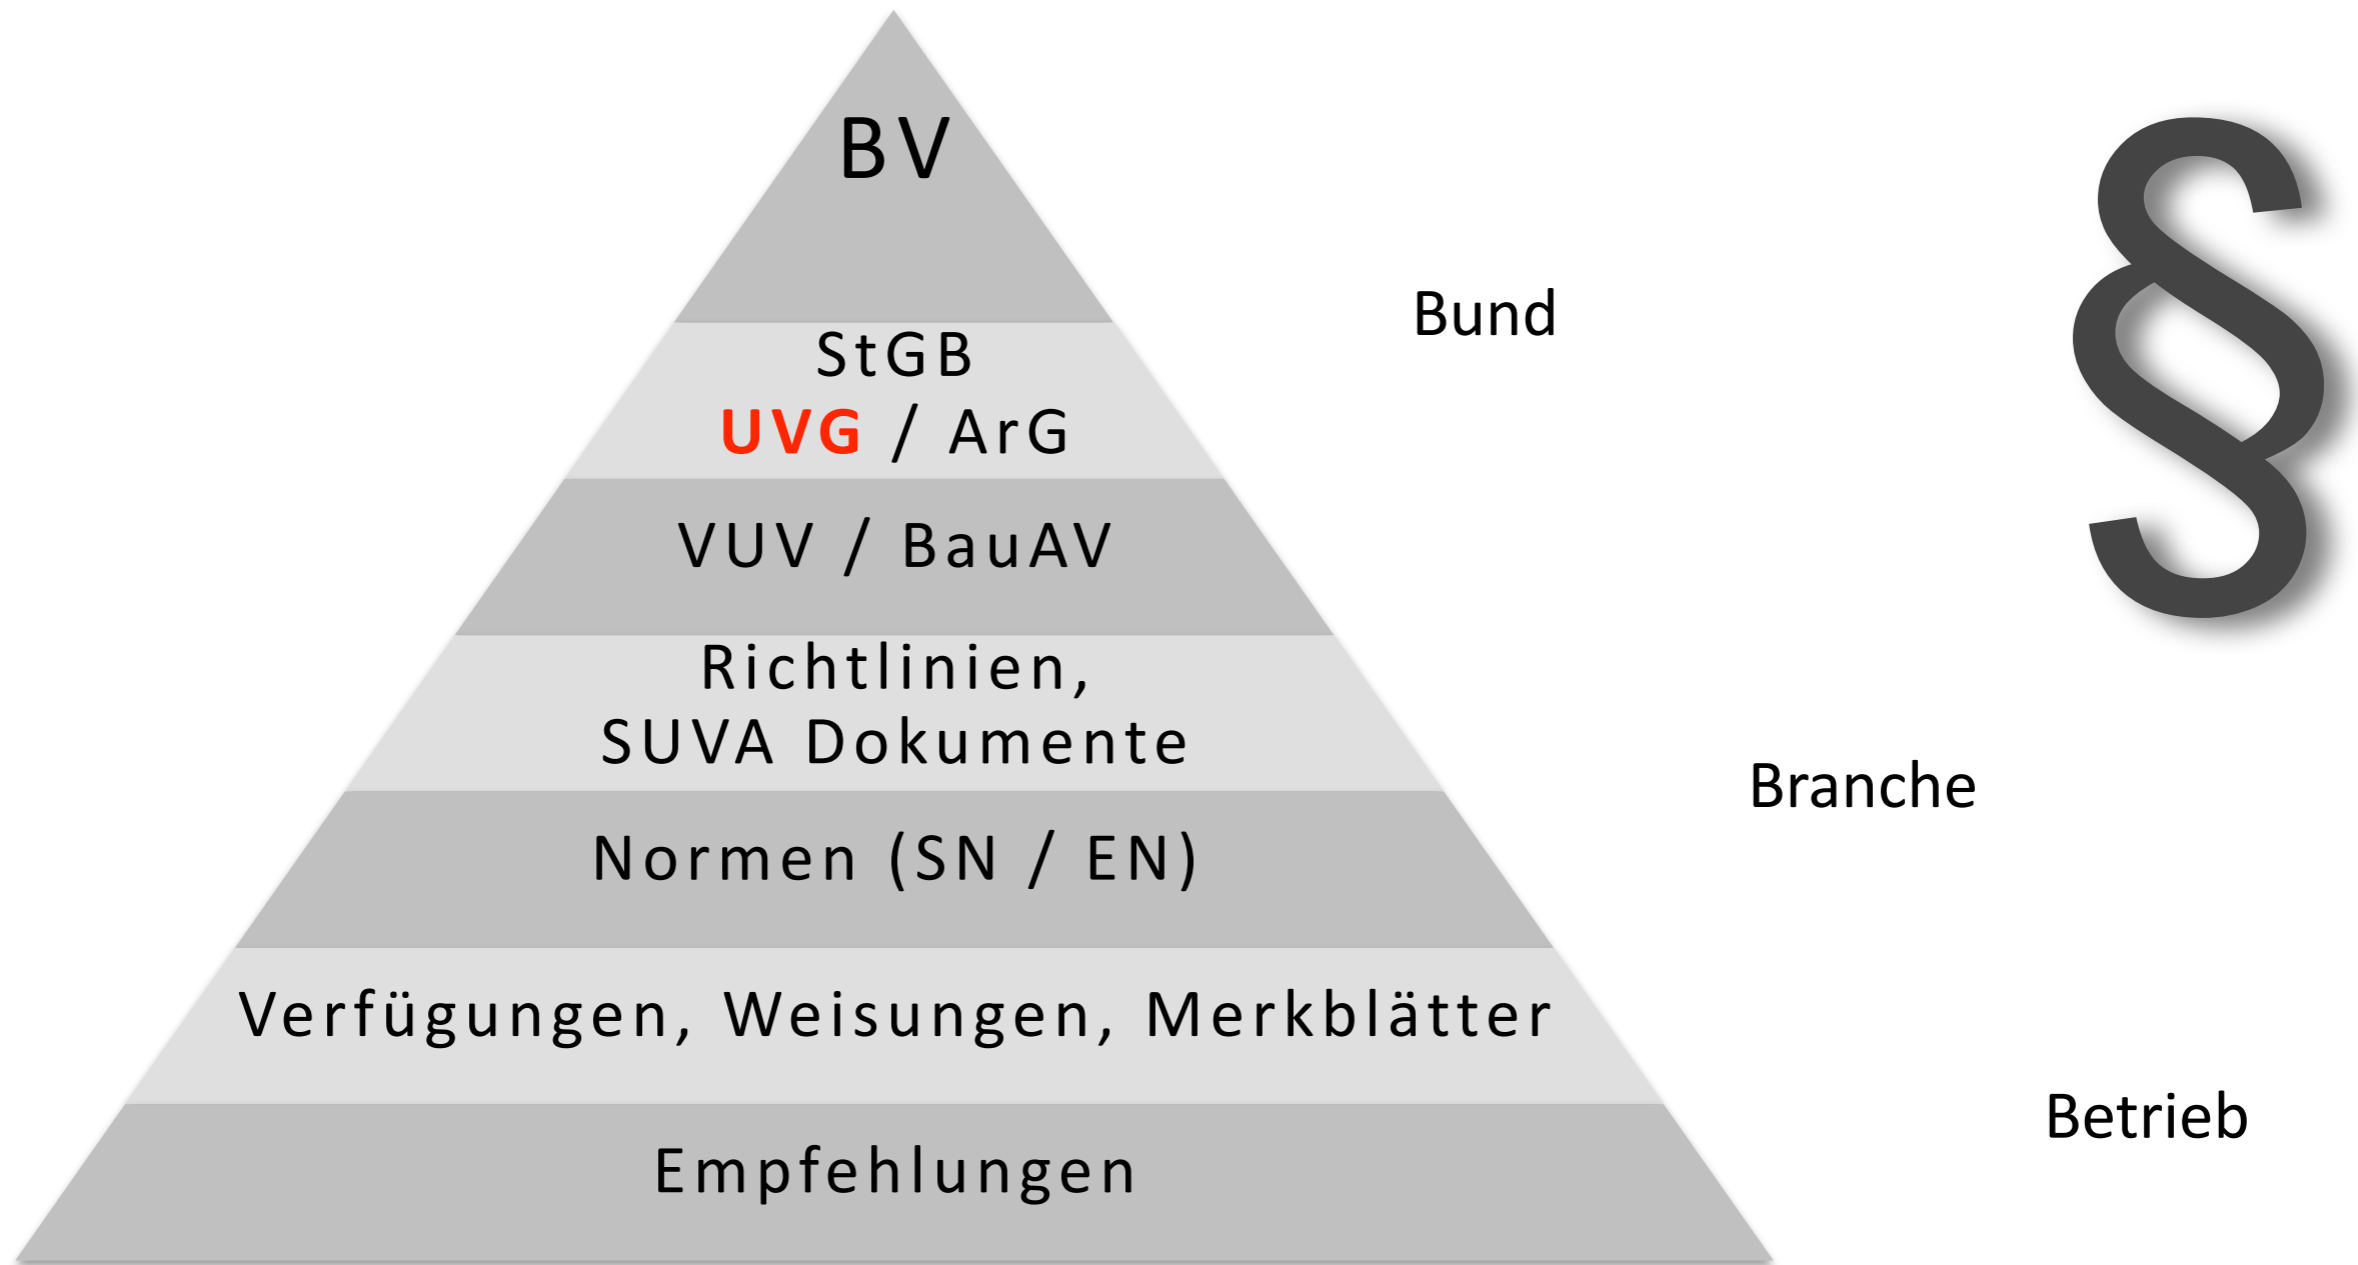 BV
StGB
UVG / ArG
VUV / BauAV
Richtlinien,
SUVA Dokumente
Normen (SN / EN)
Verfügungen, Weisungen, Merkblätter
Empfehlungen
Bund
Branche
Betrieb
§